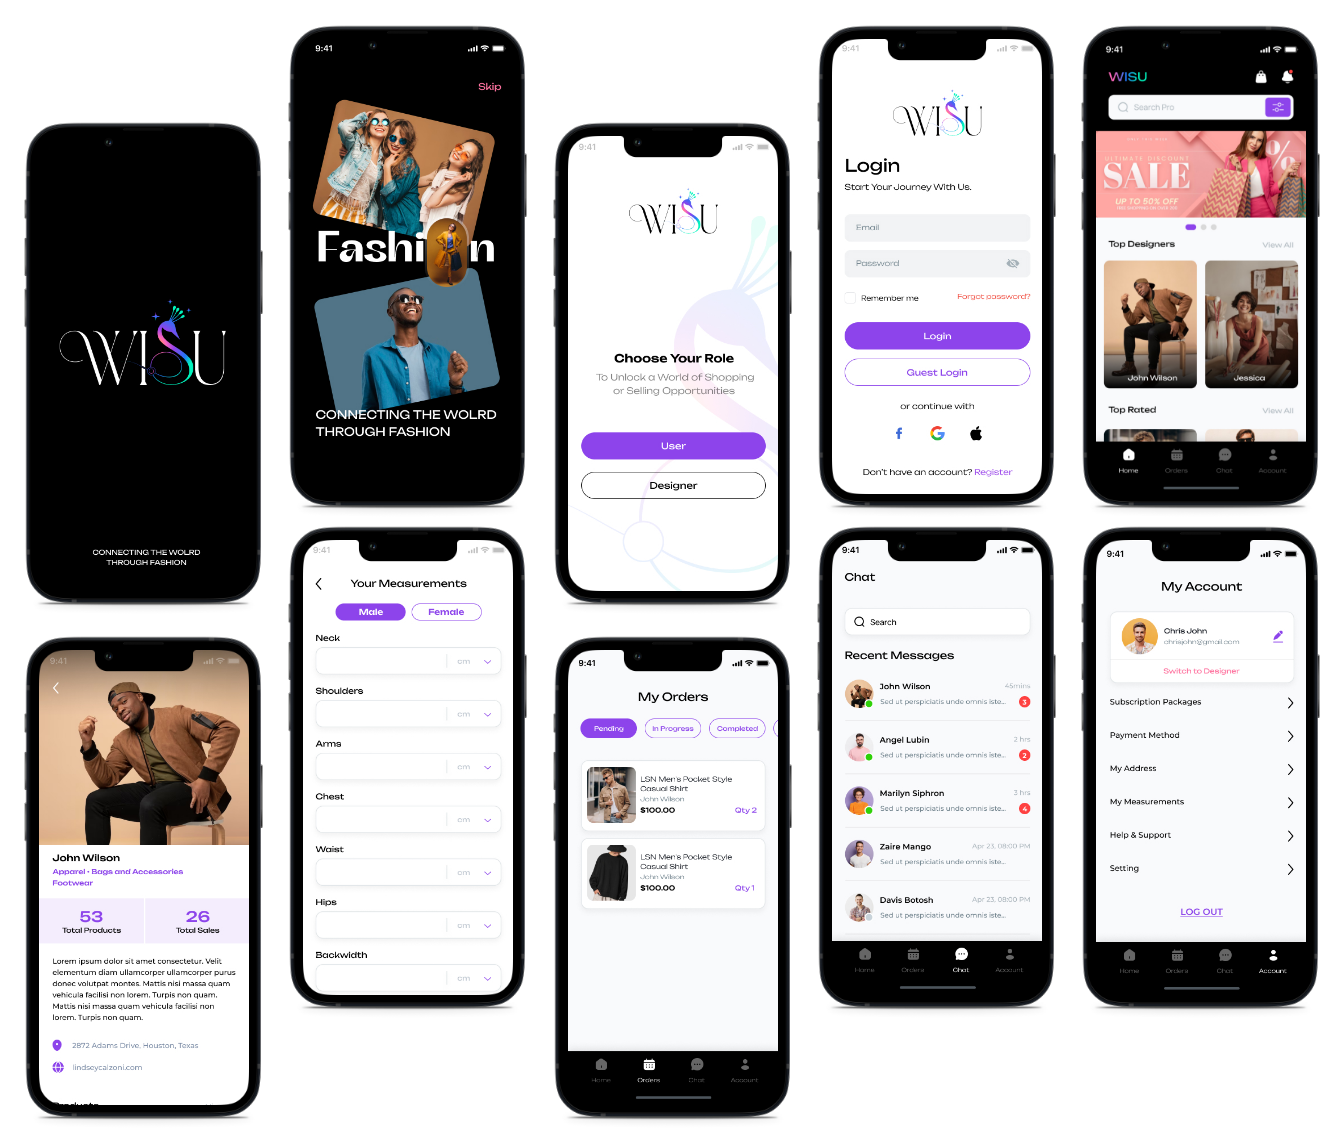 WISU
CONNECTING THE WOLRD
THROUGH FASHION
9:41
Skip
Fashion
CONNECTING THE WOLRD
THROUGH FASHION
9:41
WISU
Choose Your Role
To Unlock a World of Shopping
or Selling Opportunities
User
Designer
9:41
WISU
Login
Start Your Journey With Us.
Email
Password
Remember me
Forgot password?
Login
Guest Login
or continue with
Don't have an account? Register
9:41
WISU
Search Pro
ULTIMATE DISCOUNT
SALE
%
UP TO 50% OFF
Top Designers
View All
John Wilson
Jessica
Top Rated
View All
Home
Orders
Chat
Account
9:41
John Wilson
Apparel • Bags and Accessories
Footwear
53
Total Products
26
Total Sales
Lorem ipsum dolor sit amet consectetur. Velit
elementum diam ullamcorper ullamcorper purus
donec volutpat montes. Mattis nisi massa quam
vehicula facilisi non lorem. Turpis non quam.
Mattis nisi massa quam vehicula facilisi non
lorem. Turpis non quam.
2872 Adams Drive, Houston, Texas
lindseycalzoni.com
Products
9:41
Your Measurements
Male
Female
Neck
cm
Shoulders
cm
Arms
cm
Chest
cm
Waist
cm
Hips
cm
Backwidth
cm
9:41
My Orders
Pending
In Progress
Completed
LSN Men's Pocket Style
Casual Shirt
John Wilson
$100.00
Qty 2
LSN Men's Pocket Style
Casual Shirt
John Wilson
$100.00
Qty 1
Home
Orders
Chat
Account
9:41
Chat
Search
Recent Messages
John Wilson
45mins
Sed ut perspiciatis unde omnis iste...
3
Angel Lubin
2 hrs
Sed ut perspiciatis unde omnis iste...
2
Marilyn Siphron
3 hrs
Sed ut perspiciatis unde omnis iste...
4
Zaire Mango
Apr 23, 08:00 PM
Sed ut perspiciatis unde omnis iste...
Davis Botosh
Apr 23, 08:00 PM
Sed ut perspiciatis unde omnis iste...
Home
Orders
Chat
Account
9:41
My Account
Chris John
chrisjohn@gmail.com
Switch to Designer
Subscription Packages
Payment Method
My Address
My Measurements
Help & Support
Setting
LOG OUT
Home
Orders
Chat
Account